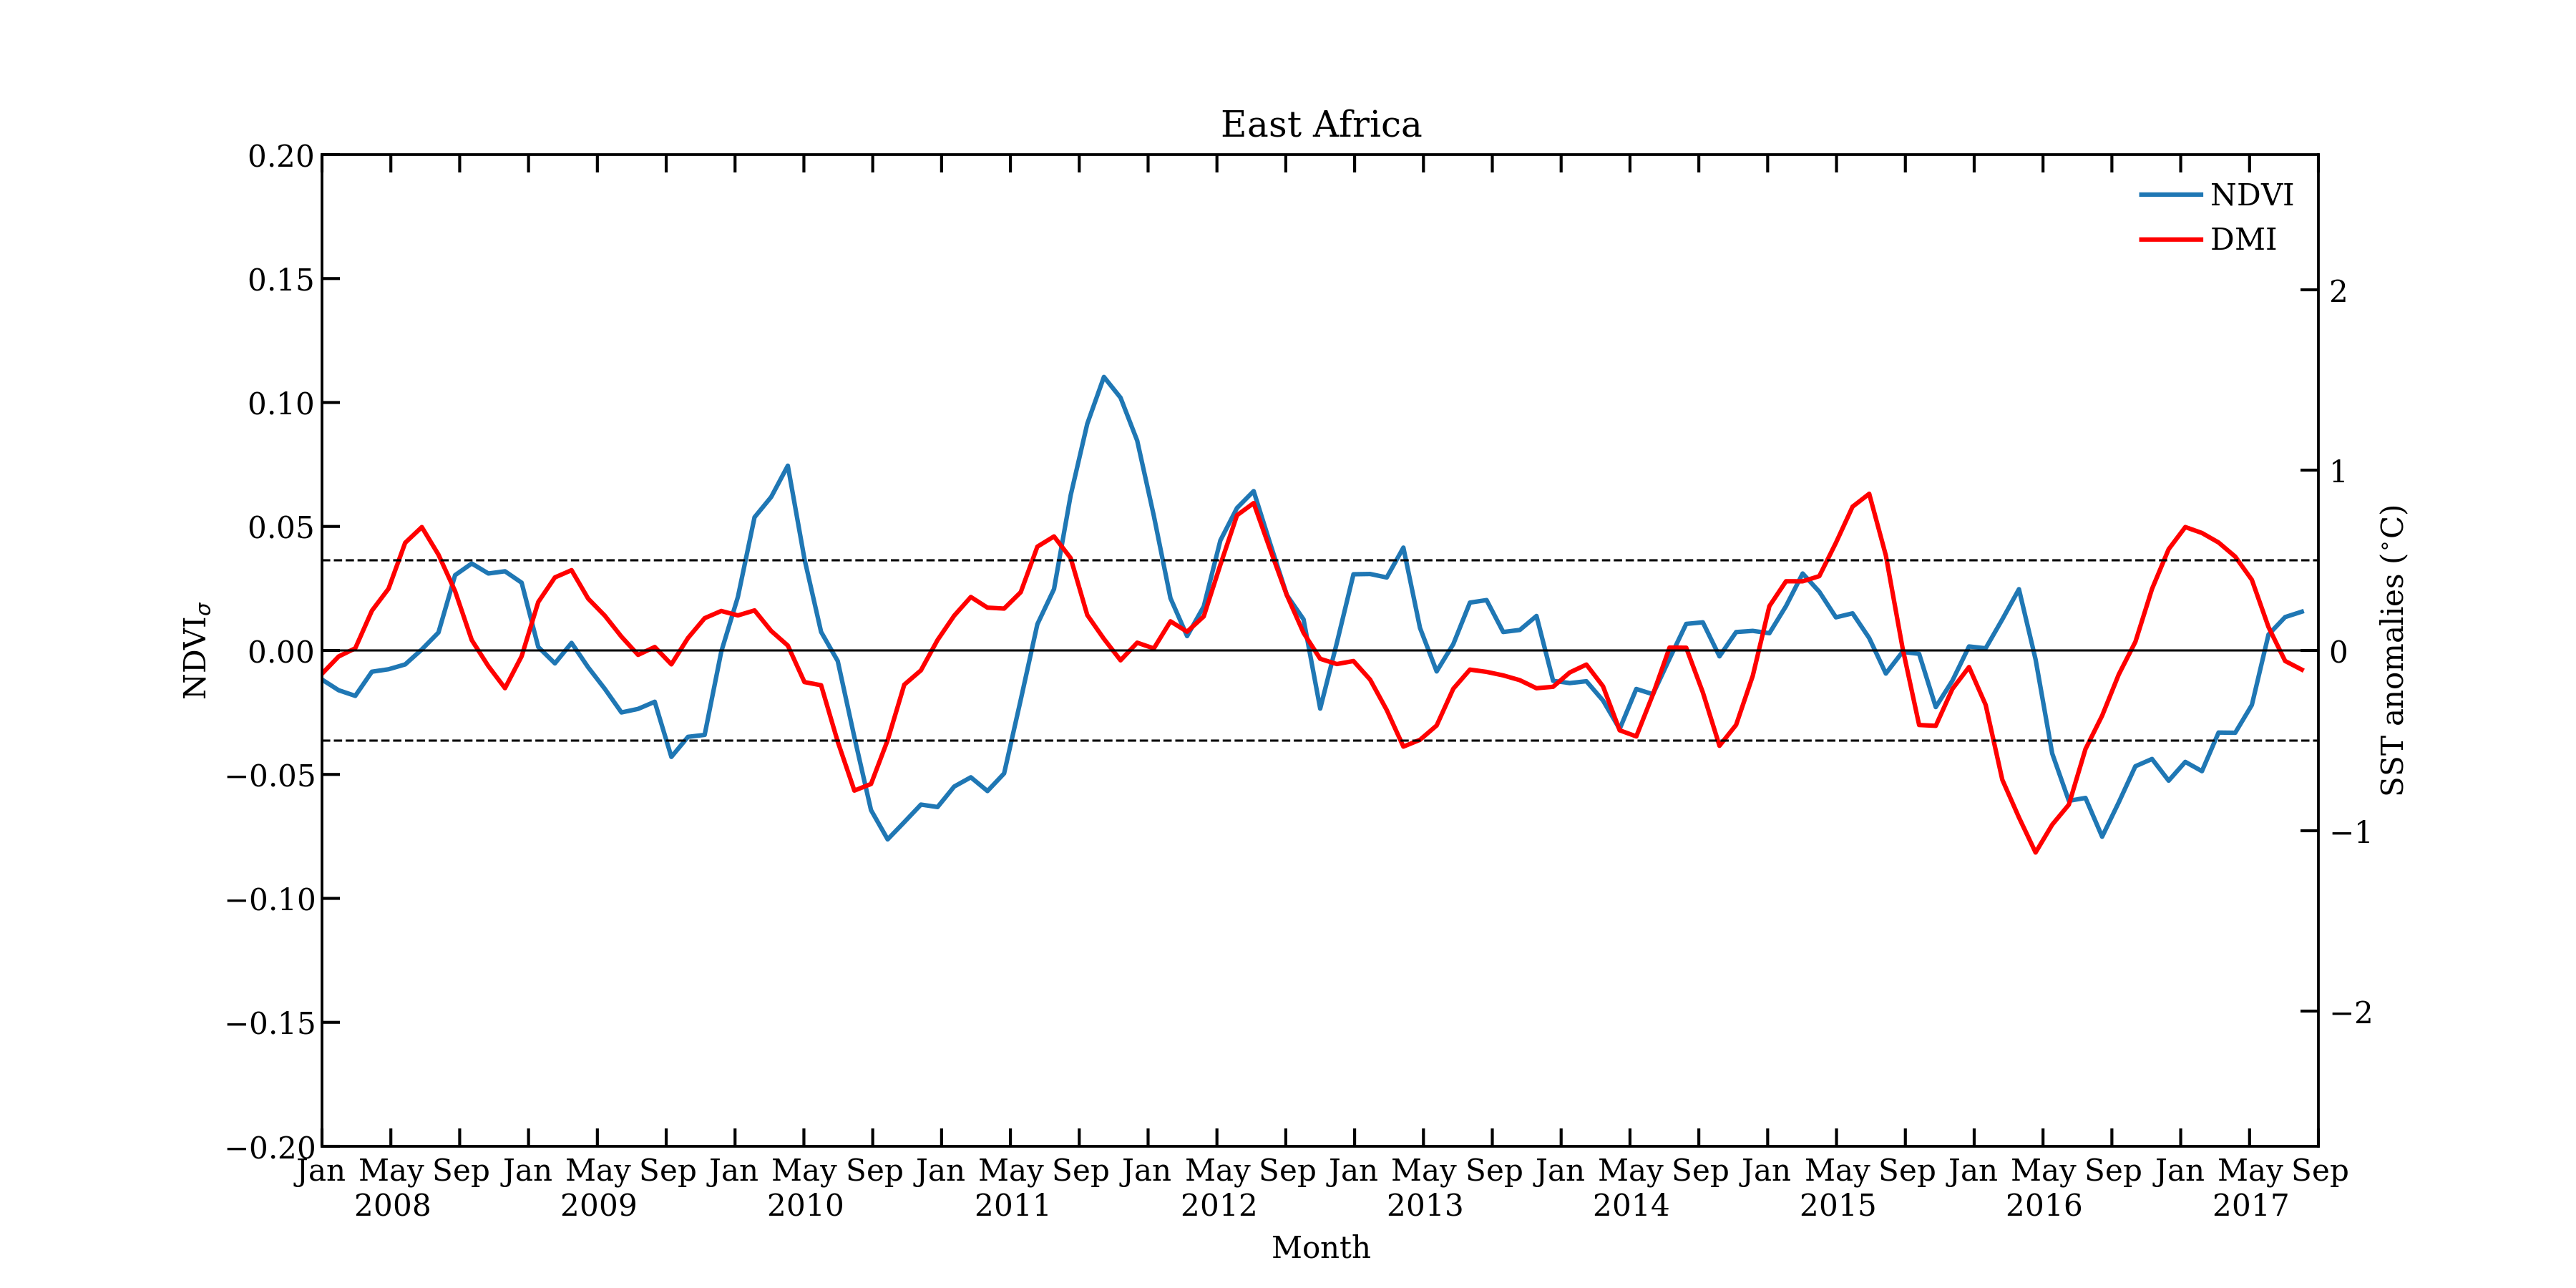 East Africa
0.20
0.15
0.10
0.05
0.00
−0.05
−0.10
−0.15
−0.20
NDVIσ
NDVI
DMI
2
1
0
−1
−2
SST anomalies (°C)
Jan May Sep Jan May Sep Jan May Sep Jan May Sep Jan May Sep Jan May Sep Jan May Sep Jan May Sep Jan May Sep Jan May Sep
2008 2009 2010 2011 2012 2013 2014 2015 2016 2017
Month